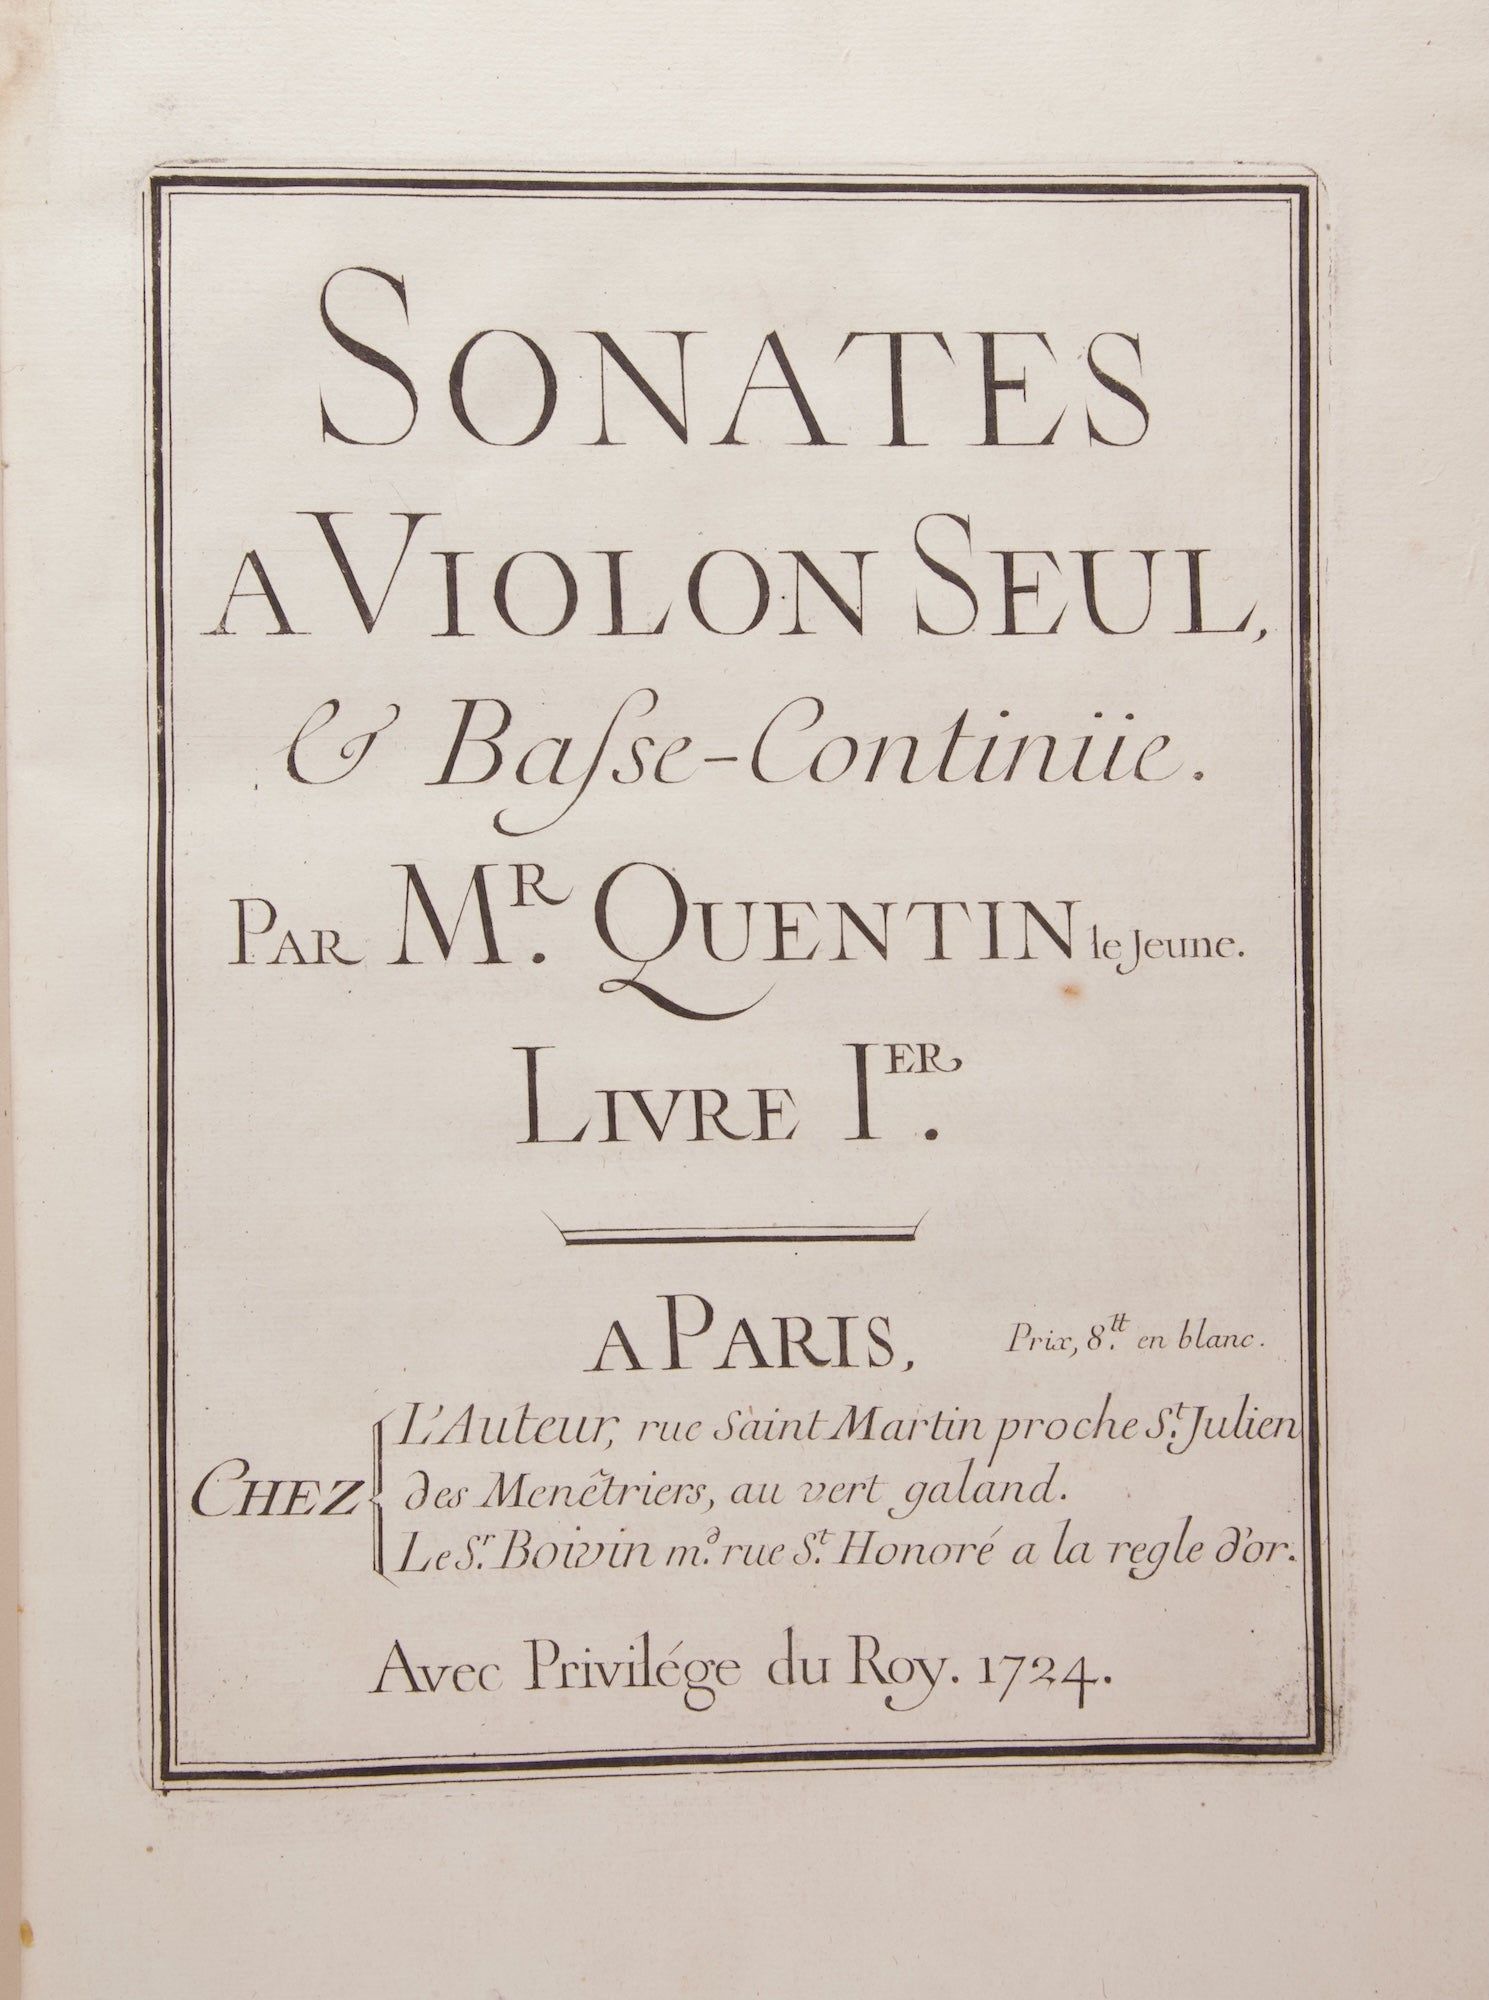 SONATES
A VIOLON SEUL,
& Baſse-Continüe.
PAR MR. QUENTIN le Jeune.
LIVRE IER.
A PARIS, Prix, 8.tt en blanc.
CHEZ
L'Auteur, rue Saint Martin proche St. Julien
des Menêtriers, au vert galand.
Le Sr. Boivin md. rue St. Honoré a la regle d'or.
Avec Privilége du Roy. 1724.